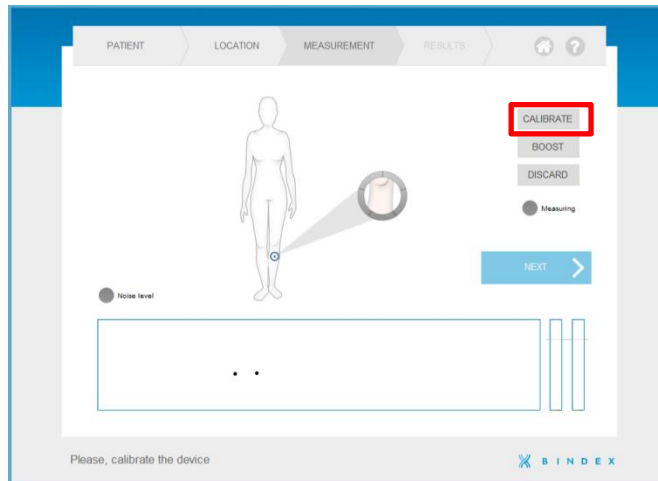 PATIENT LOCATION MEASUREMENT RESULTS ?
CALIBRATE
BOOST
DISCARD
Measuring
NEXT
Noise level
Please, calibrate the device
BINDEX